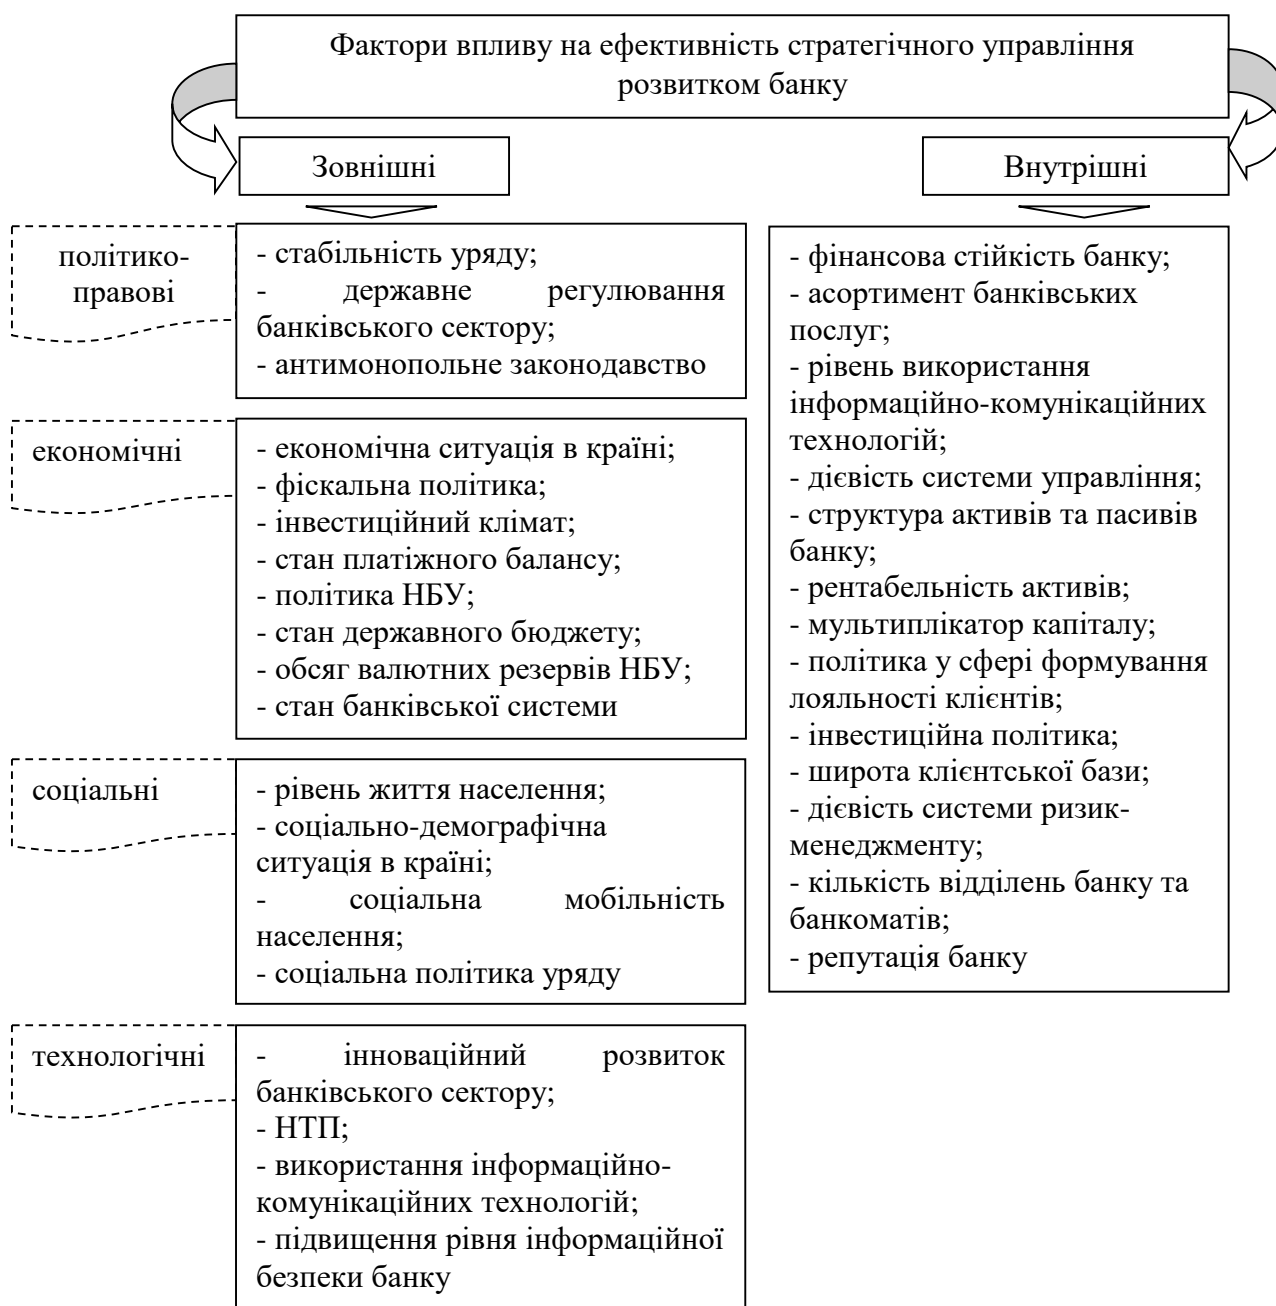 Фактори впливу на ефективність стратегічного управління
розвитком банку
Зовнішні
політико-
правові
- стабільність уряду;
- державне регулювання
банківського сектору;
- антимонопольне законодавство
економічні
- економічна ситуація в країні;
- фіскальна політика;
- інвестиційний клімат;
- стан платіжного балансу;
- політика НБУ;
- стан державного бюджету;
- обсяг валютних резервів НБУ;
- стан банківської системи
соціальні
- рівень життя населення;
- соціально-демографічна
ситуація в країні;
- соціальна мобільність
населення;
- соціальна політика уряду
технологічні
- інноваційний розвиток
банківського сектору;
- НТП;
- використання інформаційно-
комунікаційних технологій;
- підвищення рівня інформаційної
безпеки банку
Внутрішні
- фінансова стійкість банку;
- асортимент банківських
послуг;
- рівень використання
інформаційно-комунікаційних
технологій;
- дієвість системи управління;
- структура активів та пасивів
банку;
- рентабельність активів;
- мультиплікатор капіталу;
- політика у сфері формування
лояльності клієнтів;
- інвестиційна політика;
- широта клієнтської бази;
- дієвість системи ризик-
менеджменту;
- кількість відділень банку та
банкоматів;
- репутація банку